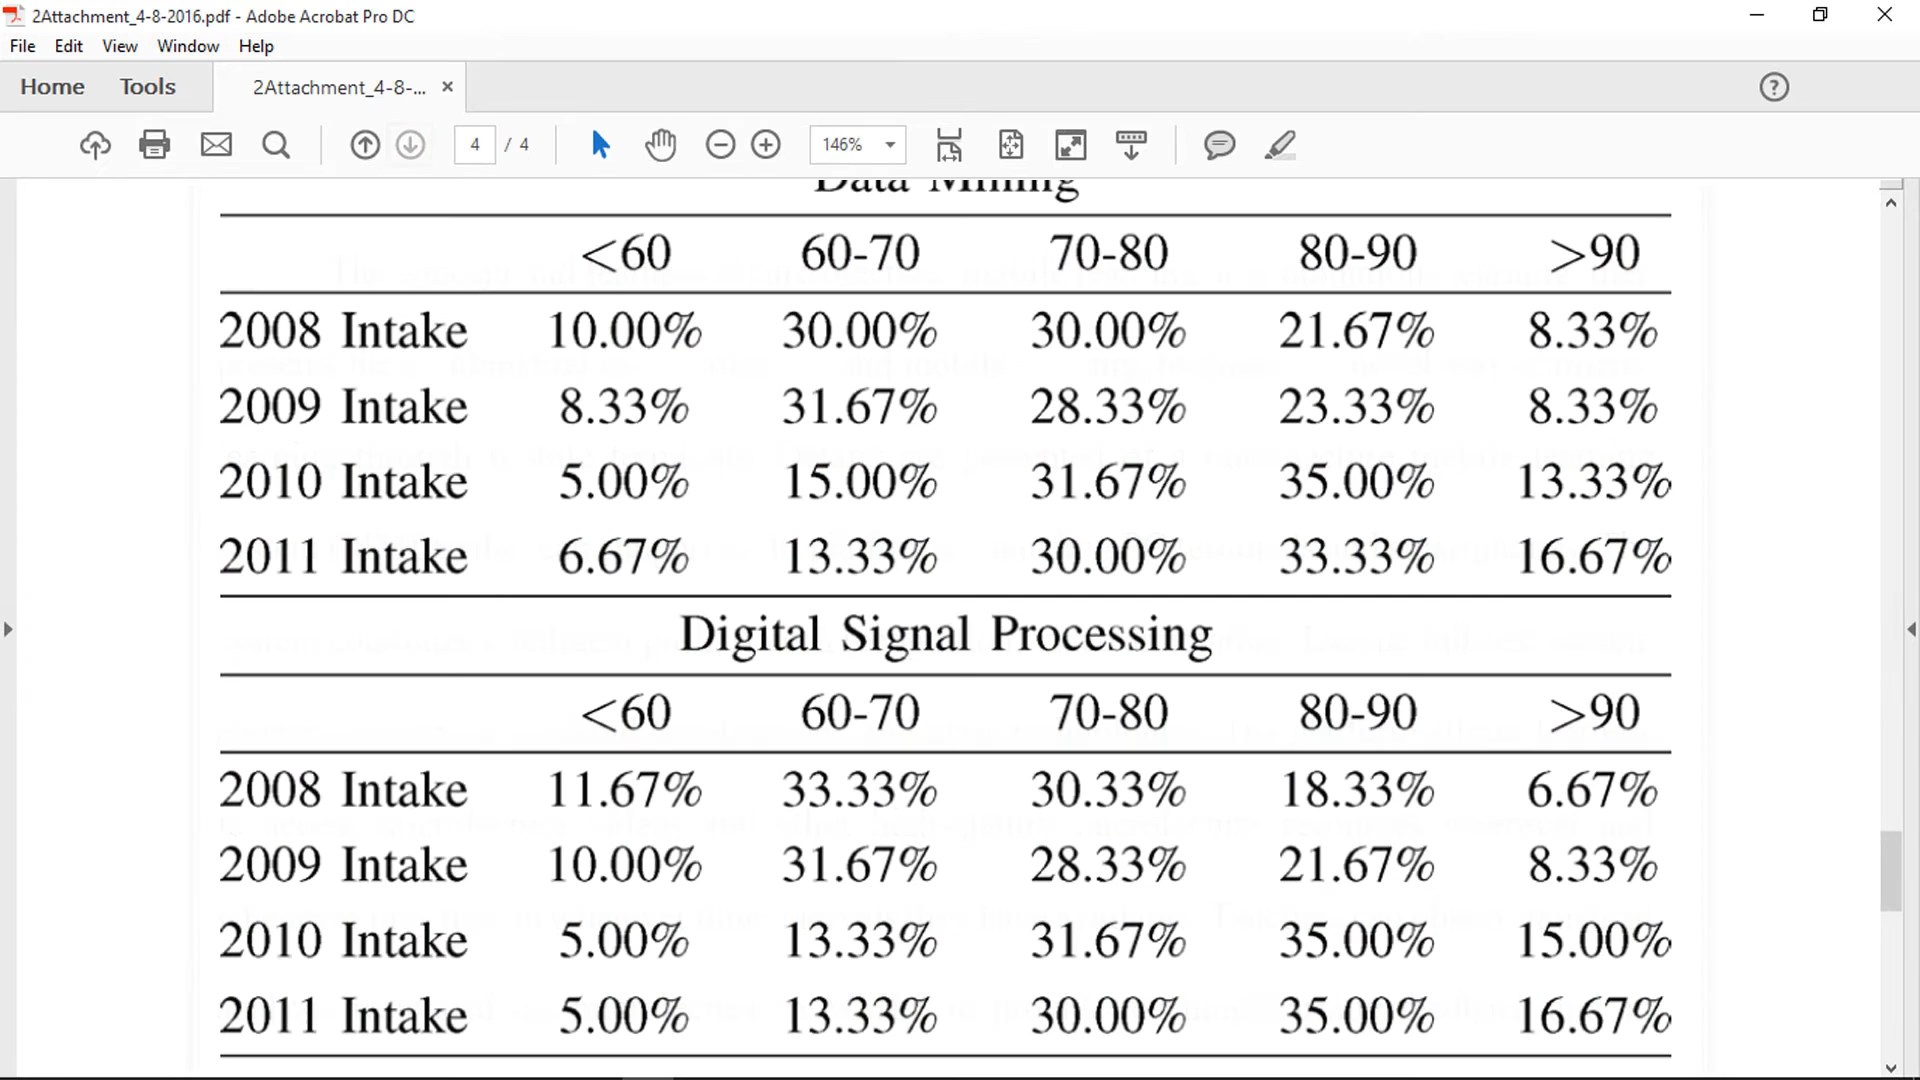 2Attachment_4-8-2016.pdf - Adobe Acrobat Pro DC
File Edit View Window Help
Home Tools 2Attachment_4-8-... ×
4 / 4 146%
Data Mining
<60 60-70 70-80 80-90 >90
2008 Intake 10.00% 30.00% 30.00% 21.67% 8.33%
2009 Intake 8.33% 31.67% 28.33% 23.33% 8.33%
2010 Intake 5.00% 15.00% 31.67% 35.00% 13.33%
2011 Intake 6.67% 13.33% 30.00% 33.33% 16.67%
Digital Signal Processing
<60 60-70 70-80 80-90 >90
2008 Intake 11.67% 33.33% 30.33% 18.33% 6.67%
2009 Intake 10.00% 31.67% 28.33% 21.67% 8.33%
2010 Intake 5.00% 13.33% 31.67% 35.00% 15.00%
2011 Intake 5.00% 13.33% 30.00% 35.00% 16.67%